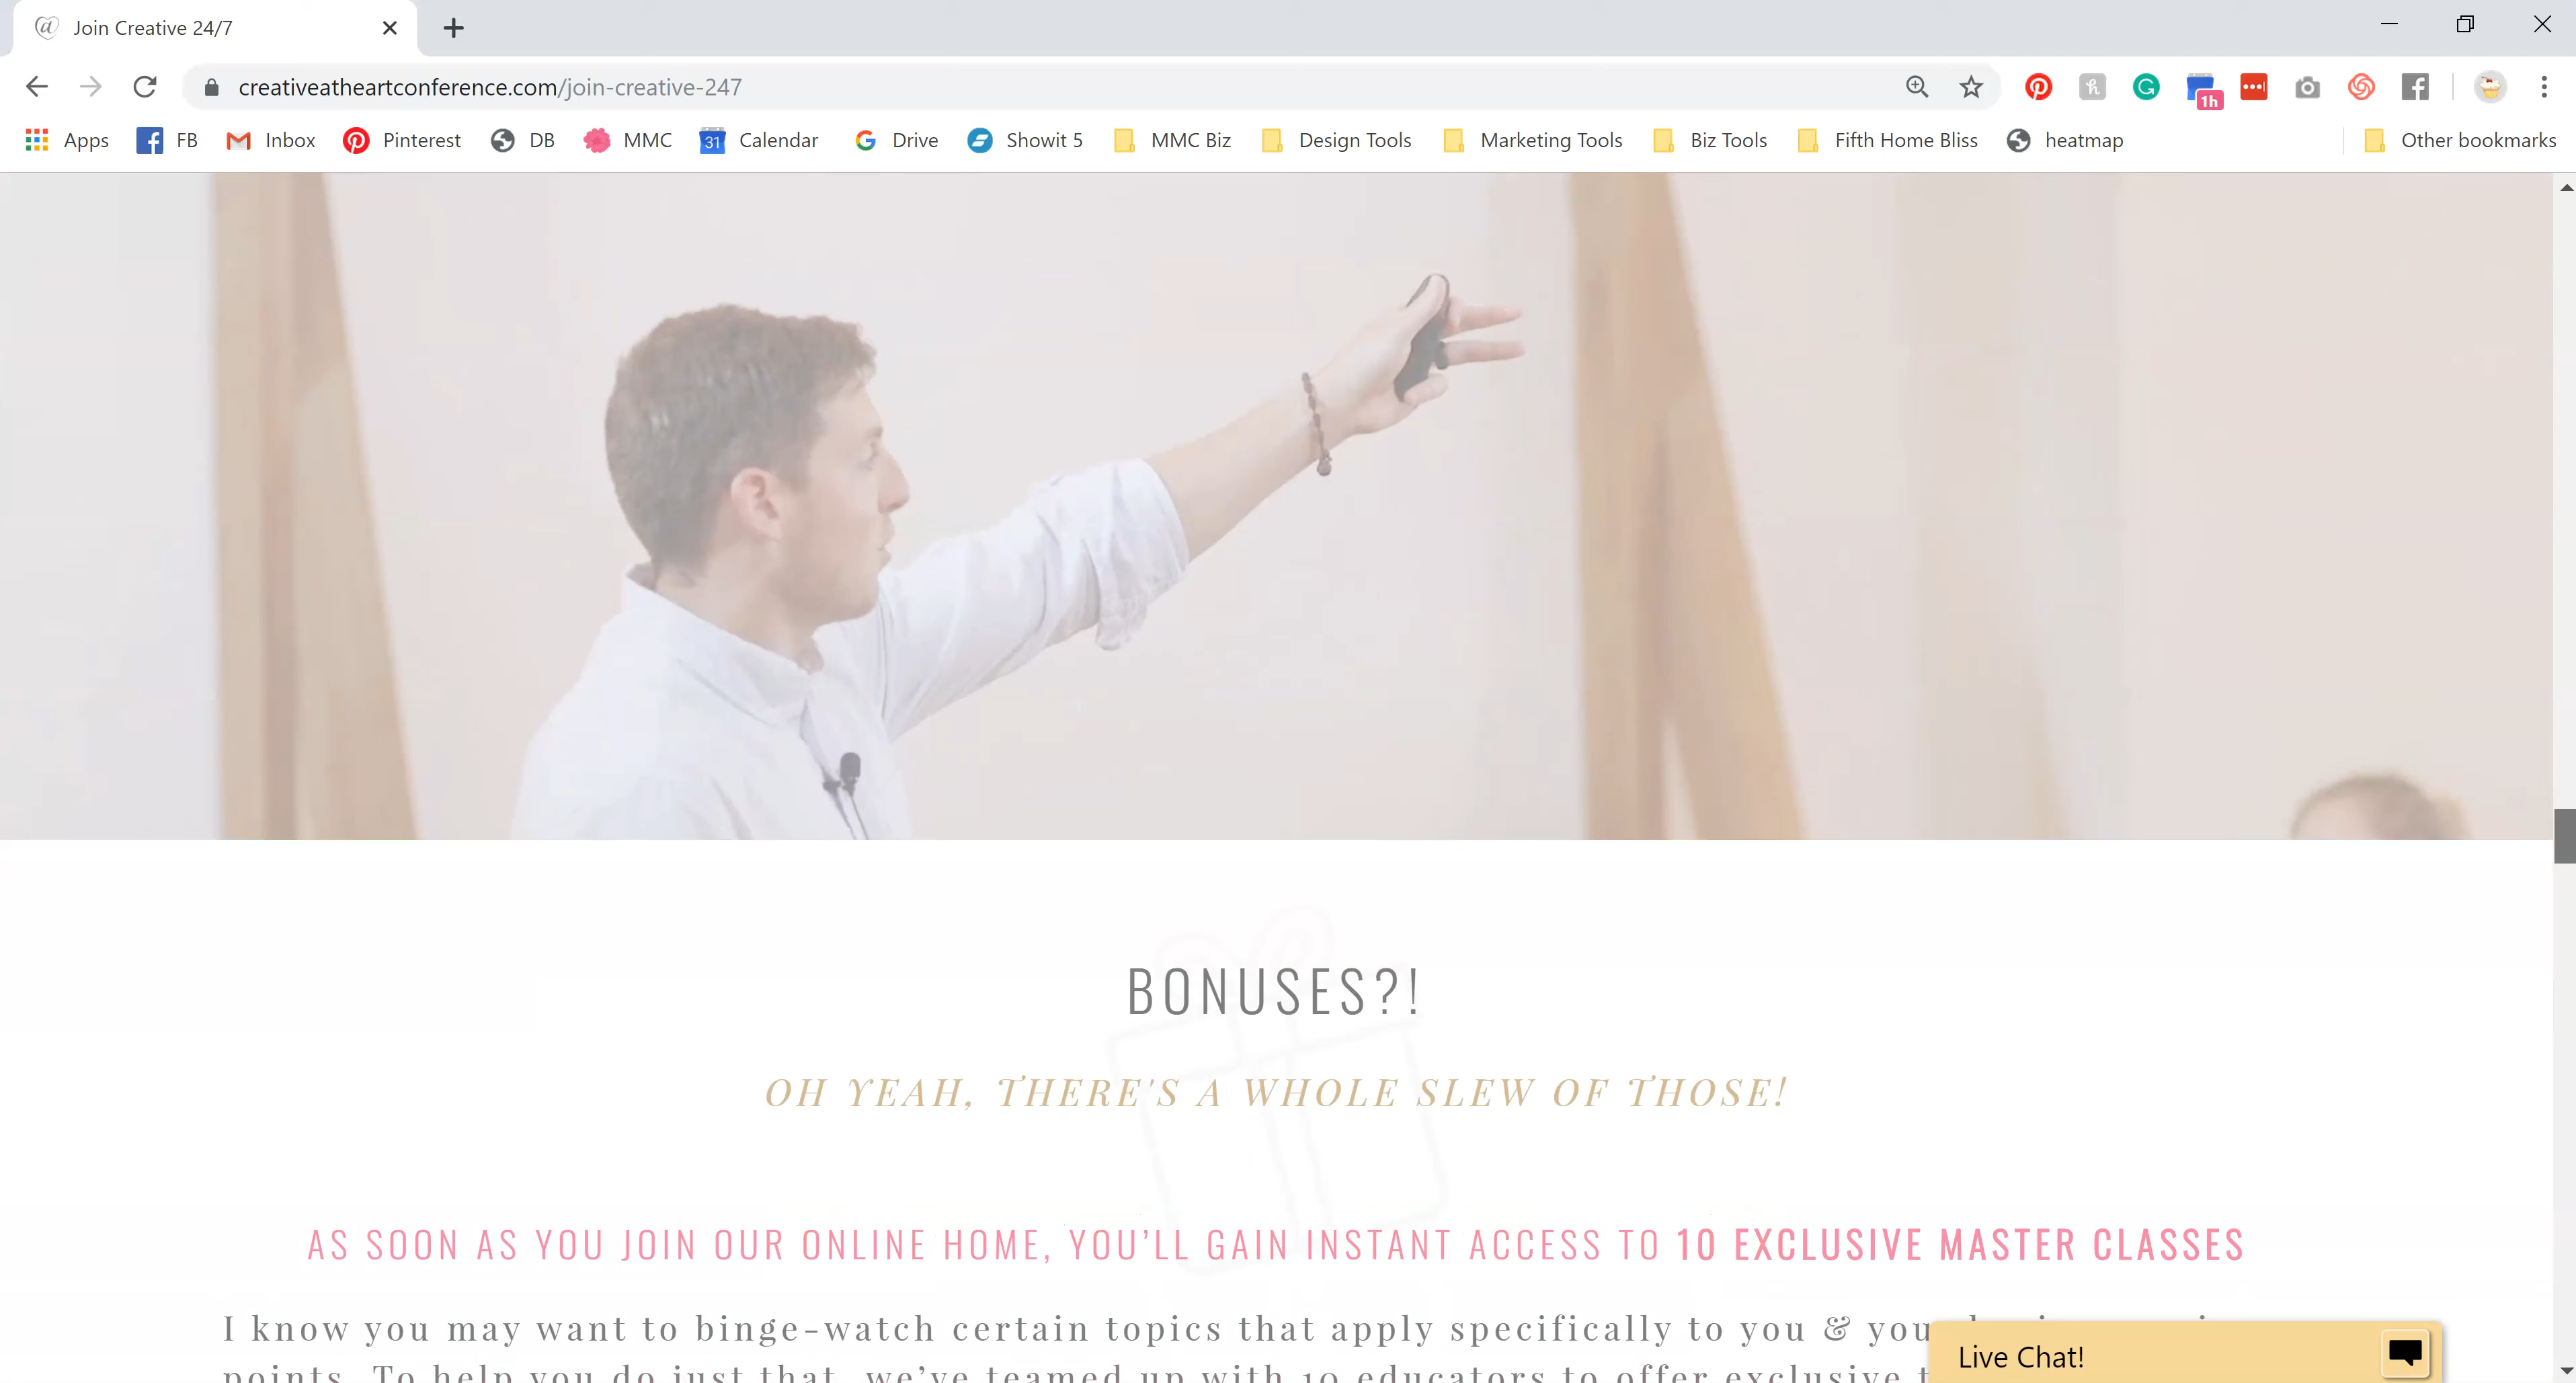 Join Creative 24/7
creativeatheartconference.com/join-creative-247
1h
Apps FB Inbox Pinterest DB MMC 31 Calendar Drive Showit 5 MMC Biz Design Tools Marketing Tools Biz Tools Fifth Home Bliss heatmap Other bookmarks
BONUSES?!
OH YEAH, THERE'S A WHOLE SLEW OF THOSE!
AS SOON AS YOU JOIN OUR ONLINE HOME, YOU'LL GAIN INSTANT ACCESS TO 10 EXCLUSIVE MASTER CLASSES
I know you may want to binge-watch certain topics that apply specifically to you &
points. To help you do just that, we've teamed up with 10 educators to offer exclusive
Live Chat!